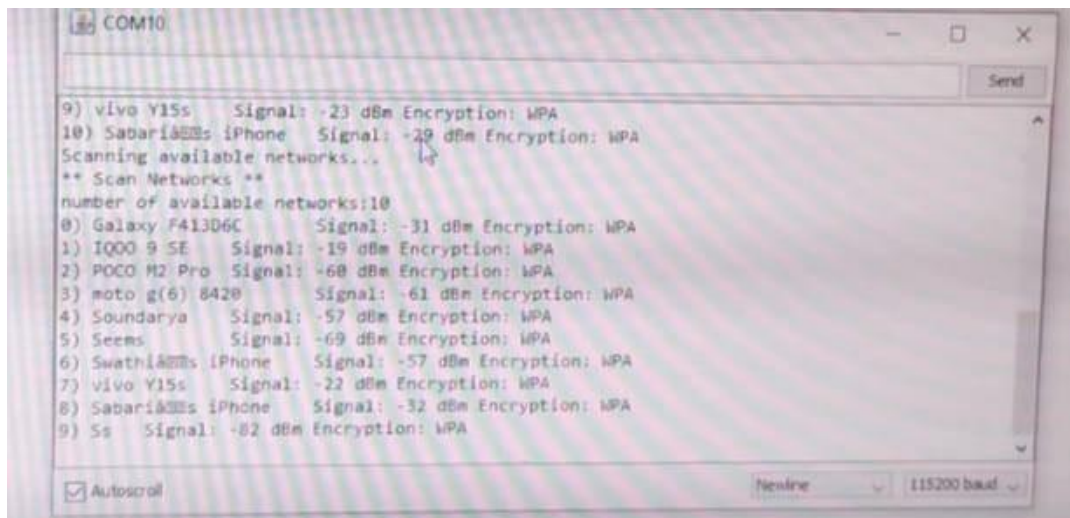 COM10
Send
9) vivo Y15s Signal: -23 dBm Encryption: WPA
10) Sabariâs iPhone Signal: -29 dBm Encryption: WPA
Scanning available networks...
** Scan Networks **
number of available networks:10
0) Galaxy F413D6C Signal: -31 dBm Encryption: WPA
1) IQOO 9 SE Signal: -19 dBm Encryption: WPA
2) POCO M2 Pro Signal: -60 dBm Encryption: WPA
3) moto g(6) 8420 Signal: -61 dBm Encryption: WPA
4) Soundarya Signal: -57 dBm Encryption: WPA
5) Seems Signal: -69 dBm Encryption: WPA
6) Swathiâs iPhone Signal: -57 dBm Encryption: WPA
7) vivo Y15s Signal: -22 dBm Encryption: WPA
8) Sabariâs iPhone Signal: -32 dBm Encryption: WPA
9) Ss Signal: -82 dBm Encryption: WPA
Autoscroll
Newline
115200 baud